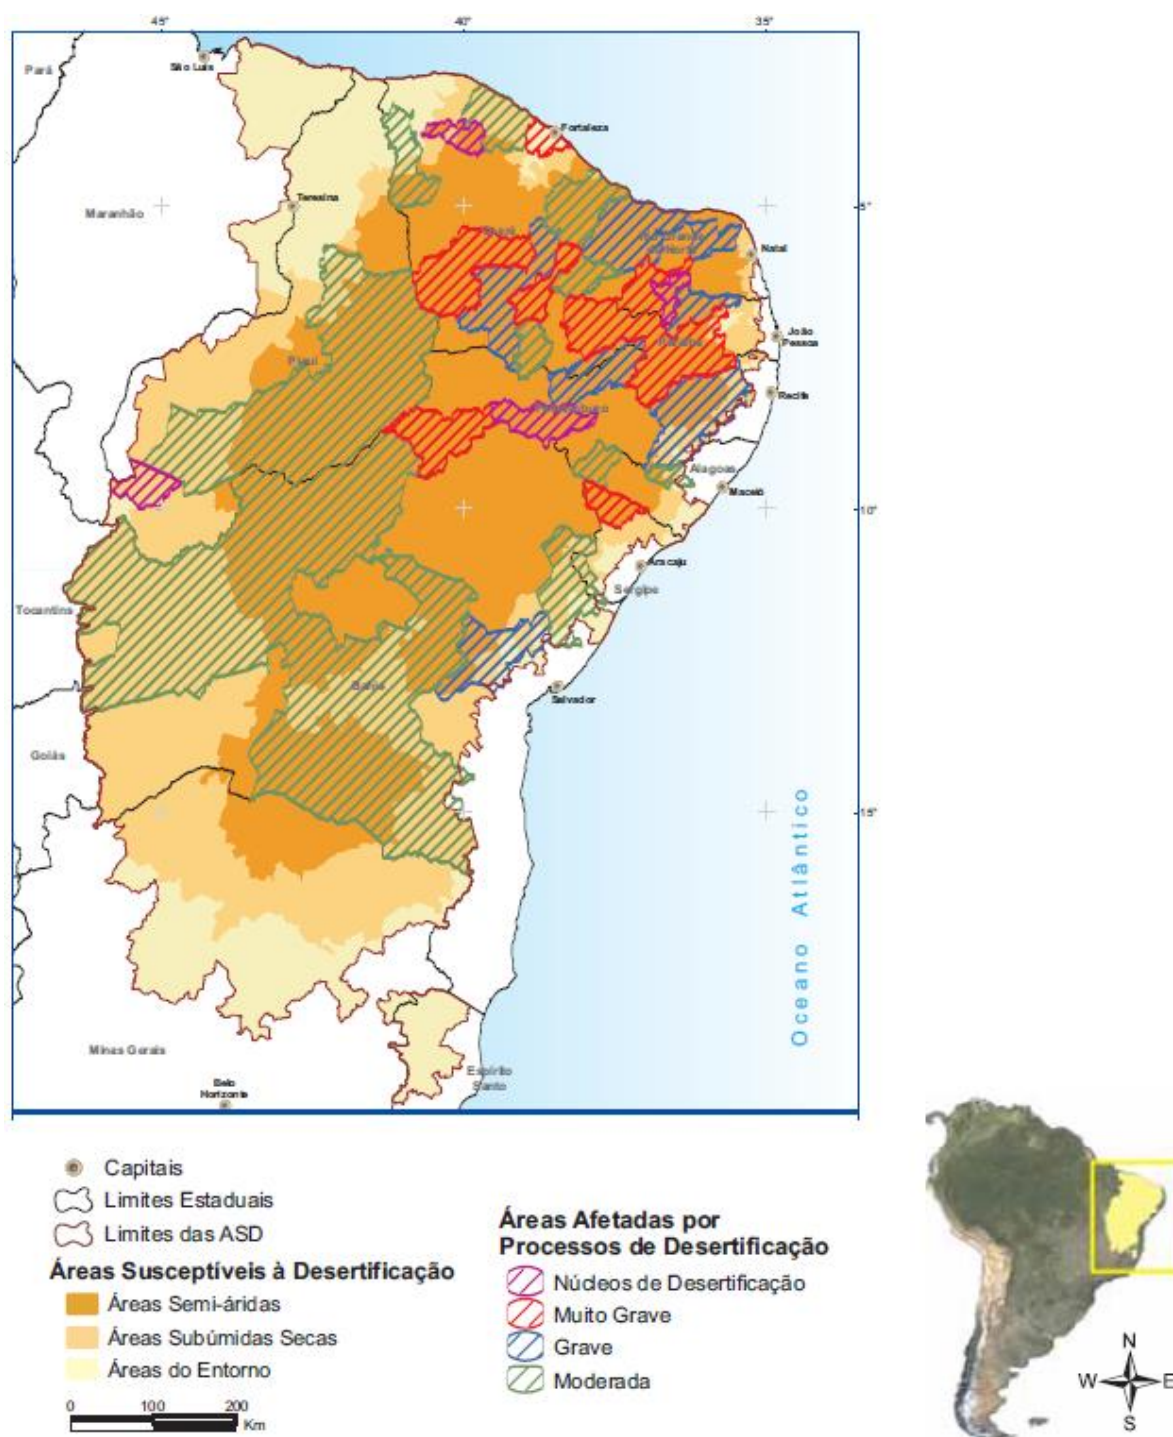 45°
40°
35°
Pará
São Luís
Fortaleza
Maranhão
Teresina
5°
Natal
João
Pessoa
Piauí
Paraíba
Recife
Pernambuco
Alagoas
Maceió
10°
Aracaju
Sergipe
Tocantins
Bahia
Salvador
Goiás
15°
Oceano Atlântico
Minas Gerais
Belo
Horizonte
Espírito
Santo
Capitais
Limites Estaduais
Limites das ASD
Áreas Susceptíveis à Desertificação
Áreas Semi-áridas
Áreas Subúmidas Secas
Áreas do Entorno
0 100 200
Km
Áreas Afetadas por
Processos de Desertificação
Núcleos de Desertificação
Muito Grave
Grave
Moderada
N
W E
S